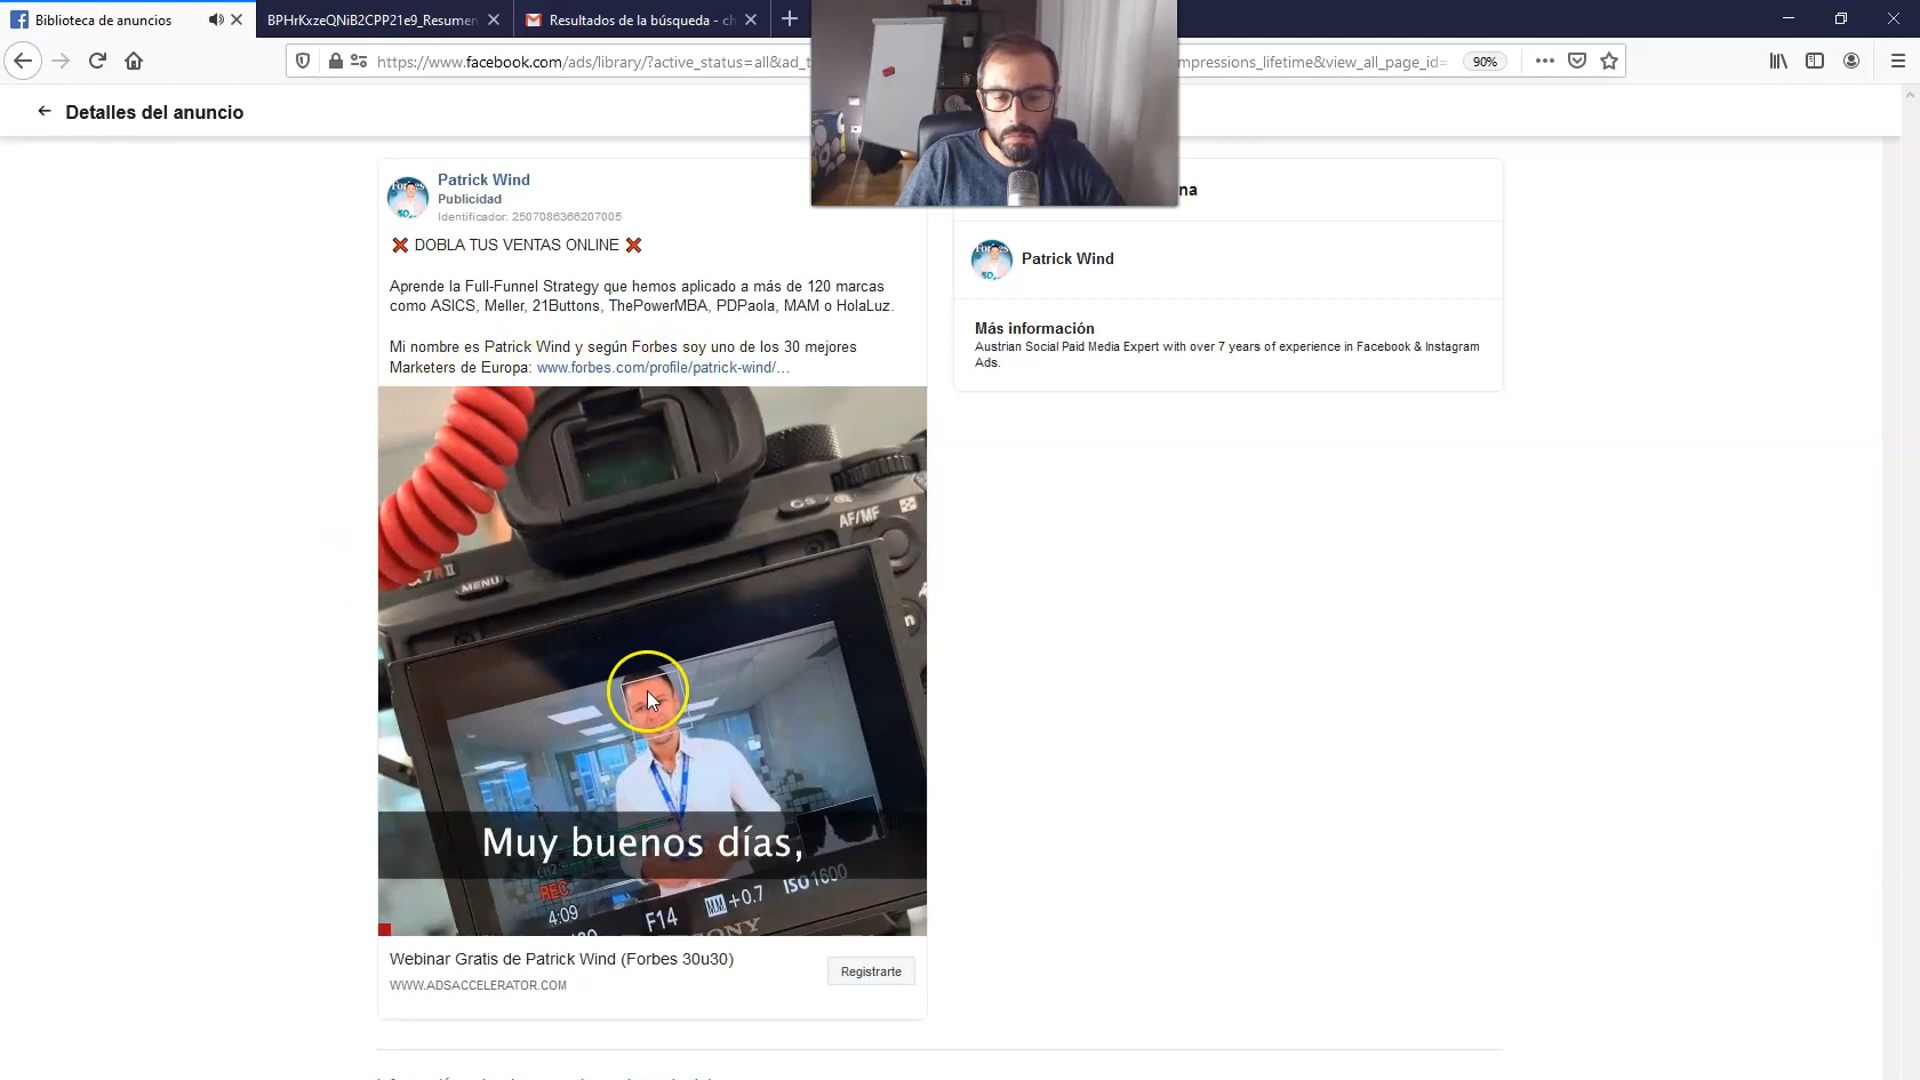 Biblioteca de anuncios
BPHrKxzeQNiB2CPP21e9_Resumen
Resultados de la búsqueda - ch
https://www.facebook.com/ads/library/?active_status=all&ad_t
mpressions_lifetime&view_all_page_id=
90%
Detalles del anuncio
Patrick Wind
Publicidad
Identificador: 2507086366207005
❌ DOBLA TUS VENTAS ONLINE ❌
Aprende la Full-Funnel Strategy que hemos aplicado a más de 120 marcas
como ASICS, Meller, 21Buttons, ThePowerMBA, PDPaola, MAM o HolaLuz.
Mi nombre es Patrick Wind y según Forbes soy uno de los 30 mejores
Marketers de Europa: www.forbes.com/profile/patrick-wind/...
C3
AF/MF
α7RII
MENU
Muy buenos días,
REC
4:09
F14
+0.7
ISO 1600
SONY
Webinar Gratis de Patrick Wind (Forbes 30u30)
WWW.ADSACCELERATOR.COM
Registrarte
na
Patrick Wind
Más información
Austrian Social Paid Media Expert with over 7 years of experience in Facebook & Instagram
Ads.